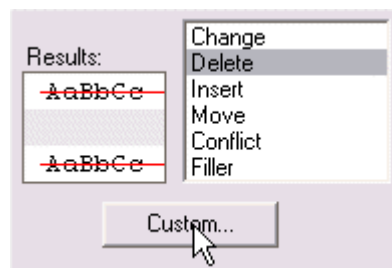 Results:
AaBbCc
AaBbCc
Change
Delete
Insert
Move
Conflict
Filler
Custom...